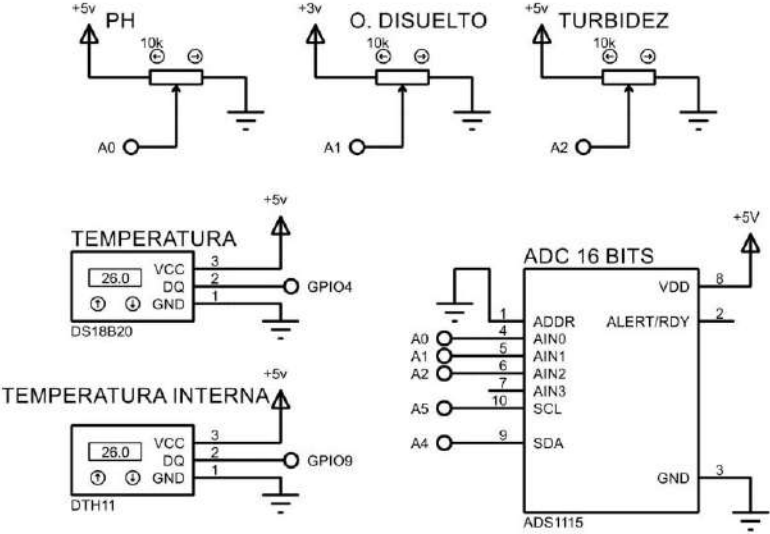 +5v PH
10k
A0
+3v O. DISUELTO
10k
A1
+5v TURBIDEZ
10k
A2
+5v
TEMPERATURA
26.0
VCC 3
DQ 2
GND 1
GPIO4
DS18B20
+5v
TEMPERATURA INTERNA
26.0
VCC 3
DQ 2
GND 1
GPIO9
DTH11
+5V
ADC 16 BITS
VDD 8
1 ADDR
ALERT/RDY 2
A0 4 AIN0
A1 5 AIN1
A2 6 AIN2
7 AIN3
A5 10 SCL
A4 9 SDA
GND 3
ADS1115